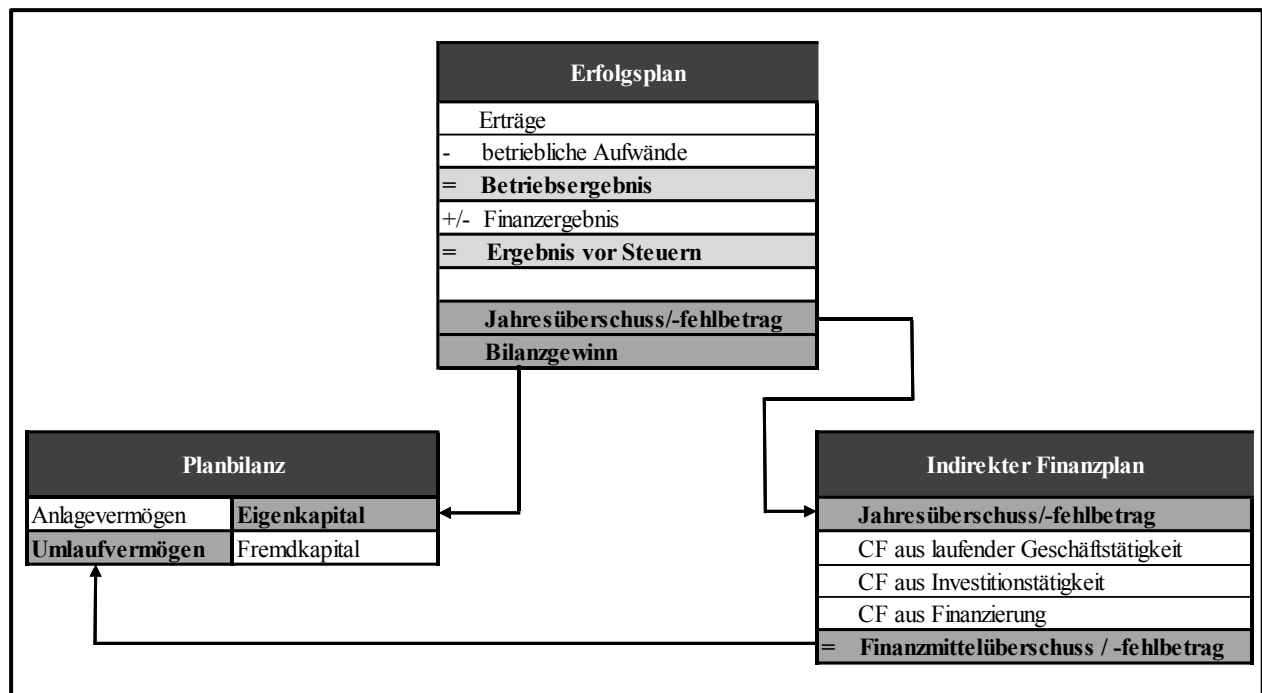 Erfolgsplan
Erträge
- betriebliche Aufwände
= Betriebsergebnis
+/- Finanzergebnis
= Ergebnis vor Steuern
Jahresüberschuss/-fehlbetrag
Bilanzgewinn
Planbilanz
Anlagevermögen Eigenkapital
Umlaufvermögen Fremdkapital
Indirekter Finanzplan
Jahresüberschuss/-fehlbetrag
CF aus laufender Geschäftstätigkeit
CF aus Investitionstätigkeit
CF aus Finanzierung
= Finanzmittelüberschuss / -fehlbetrag